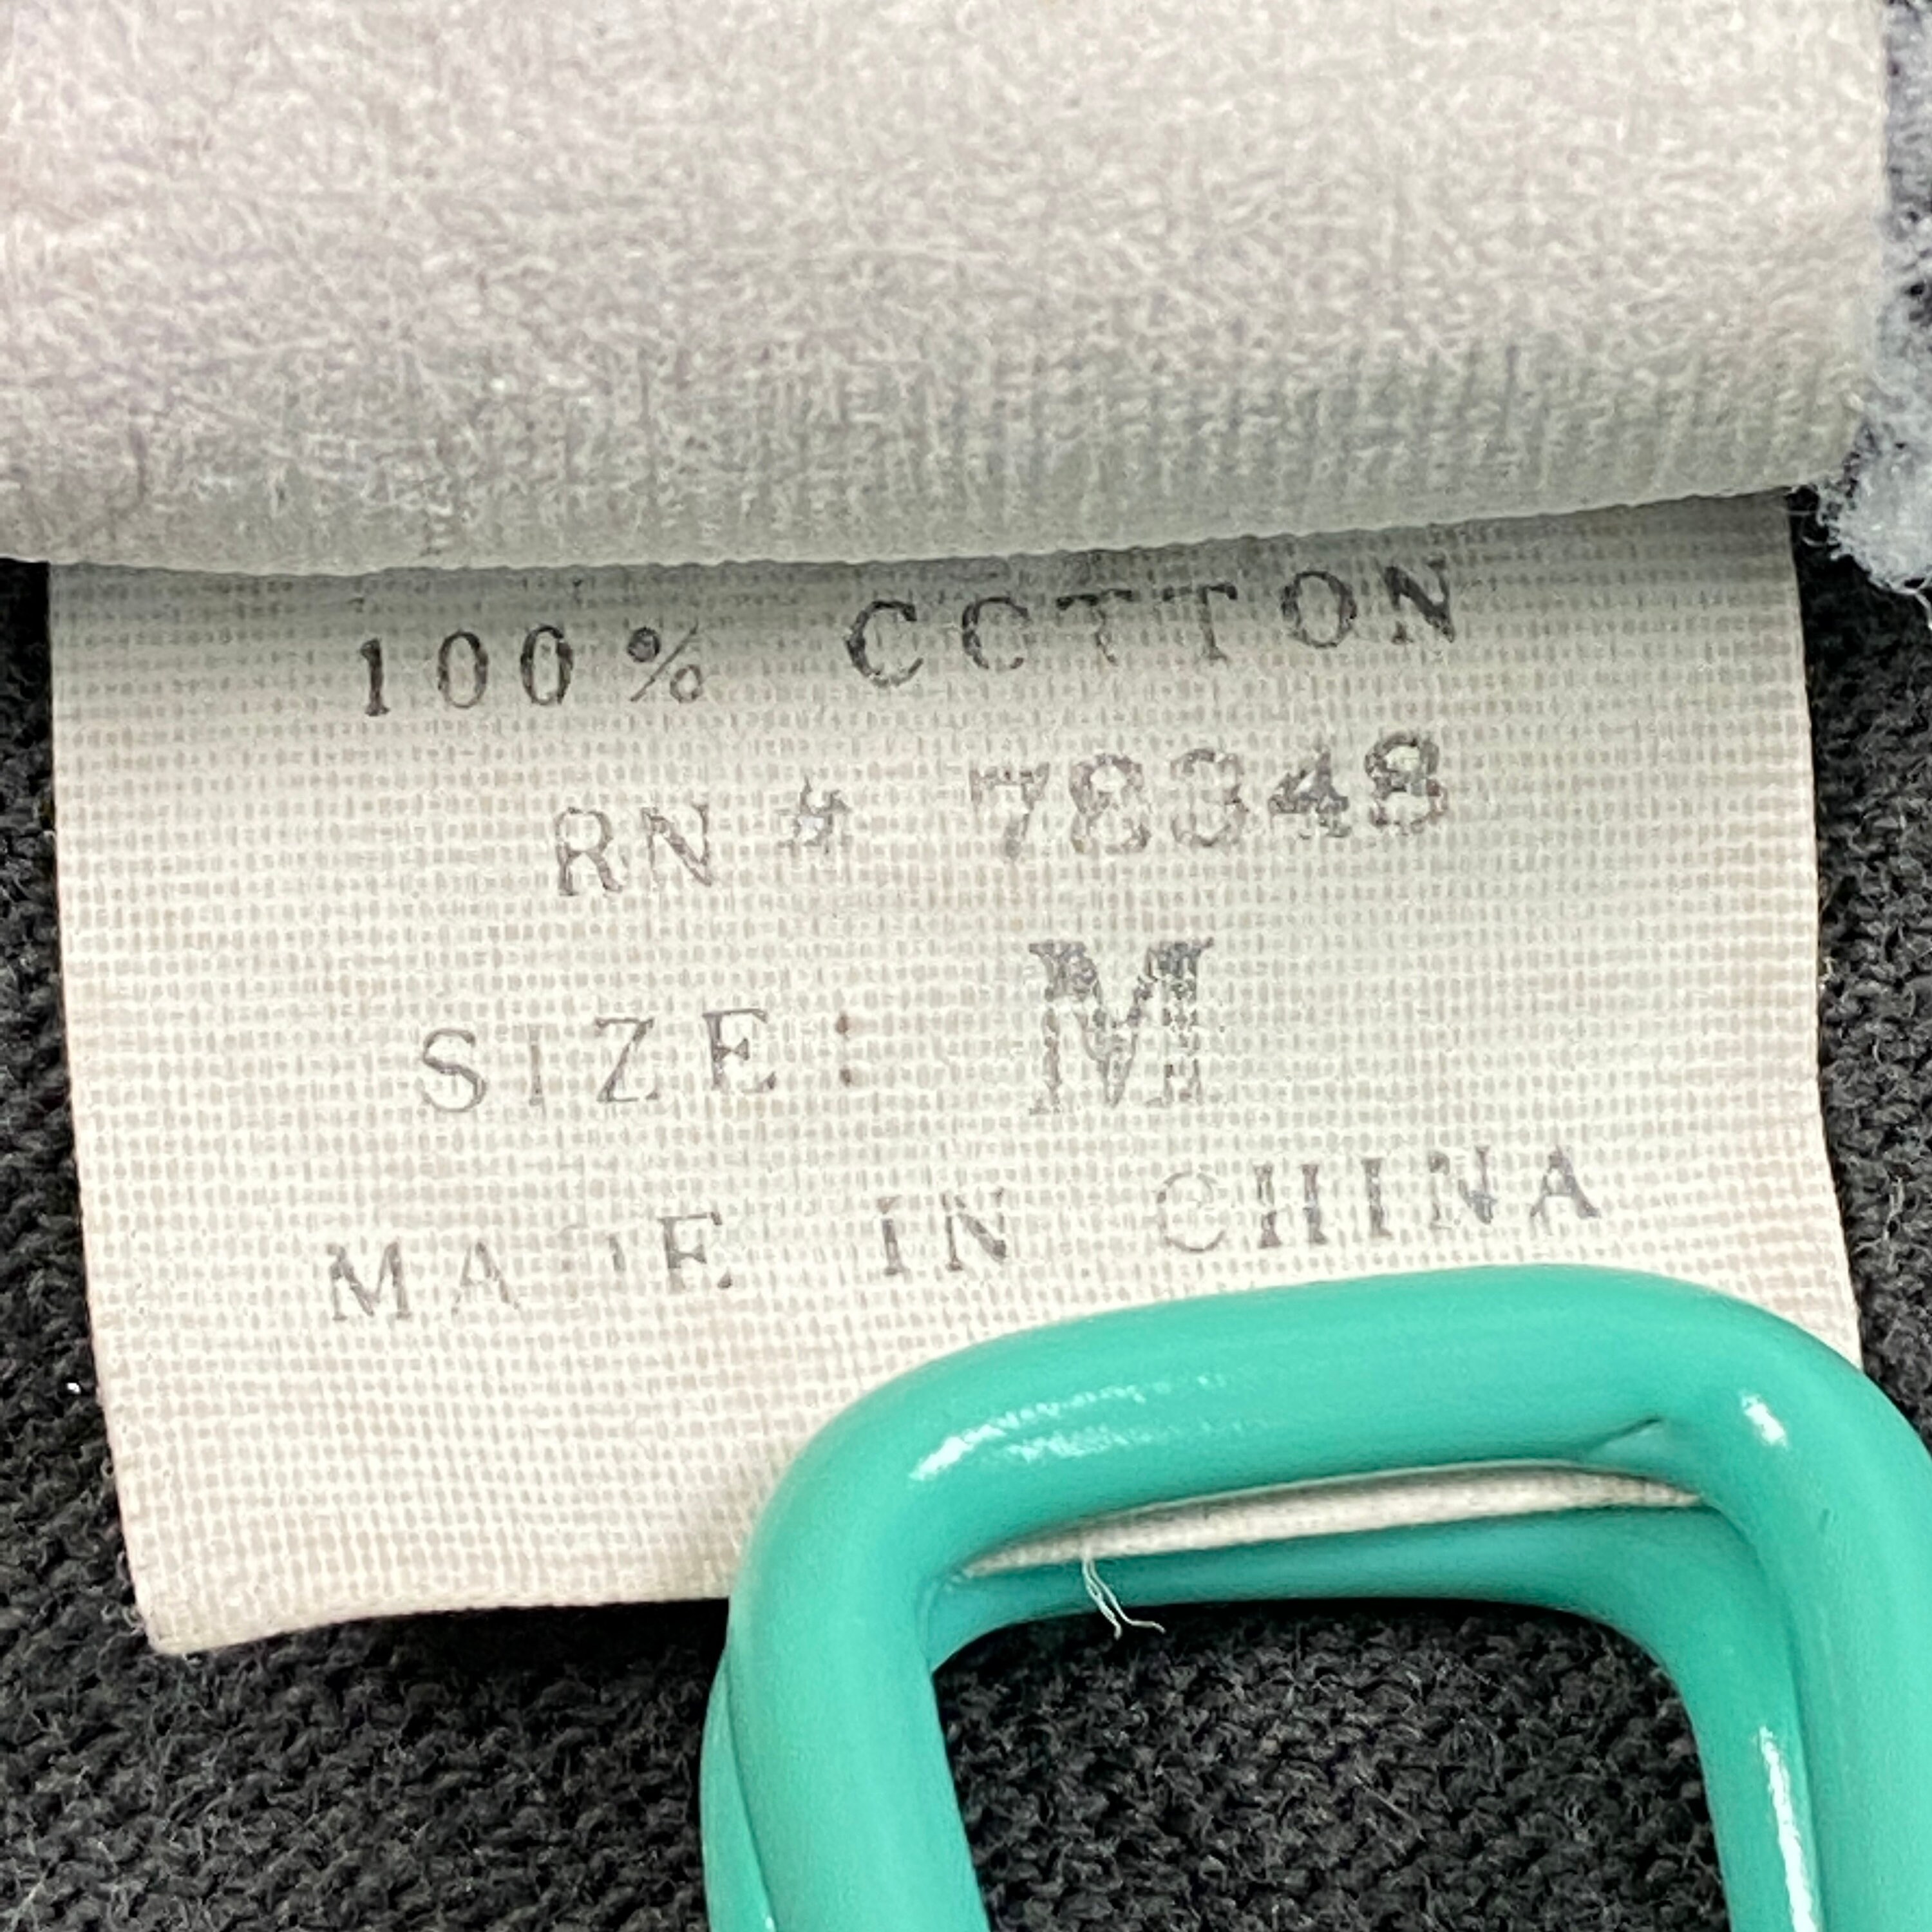 100% COTTON
RN # 78348
SIZE: M
MADE IN CHINA